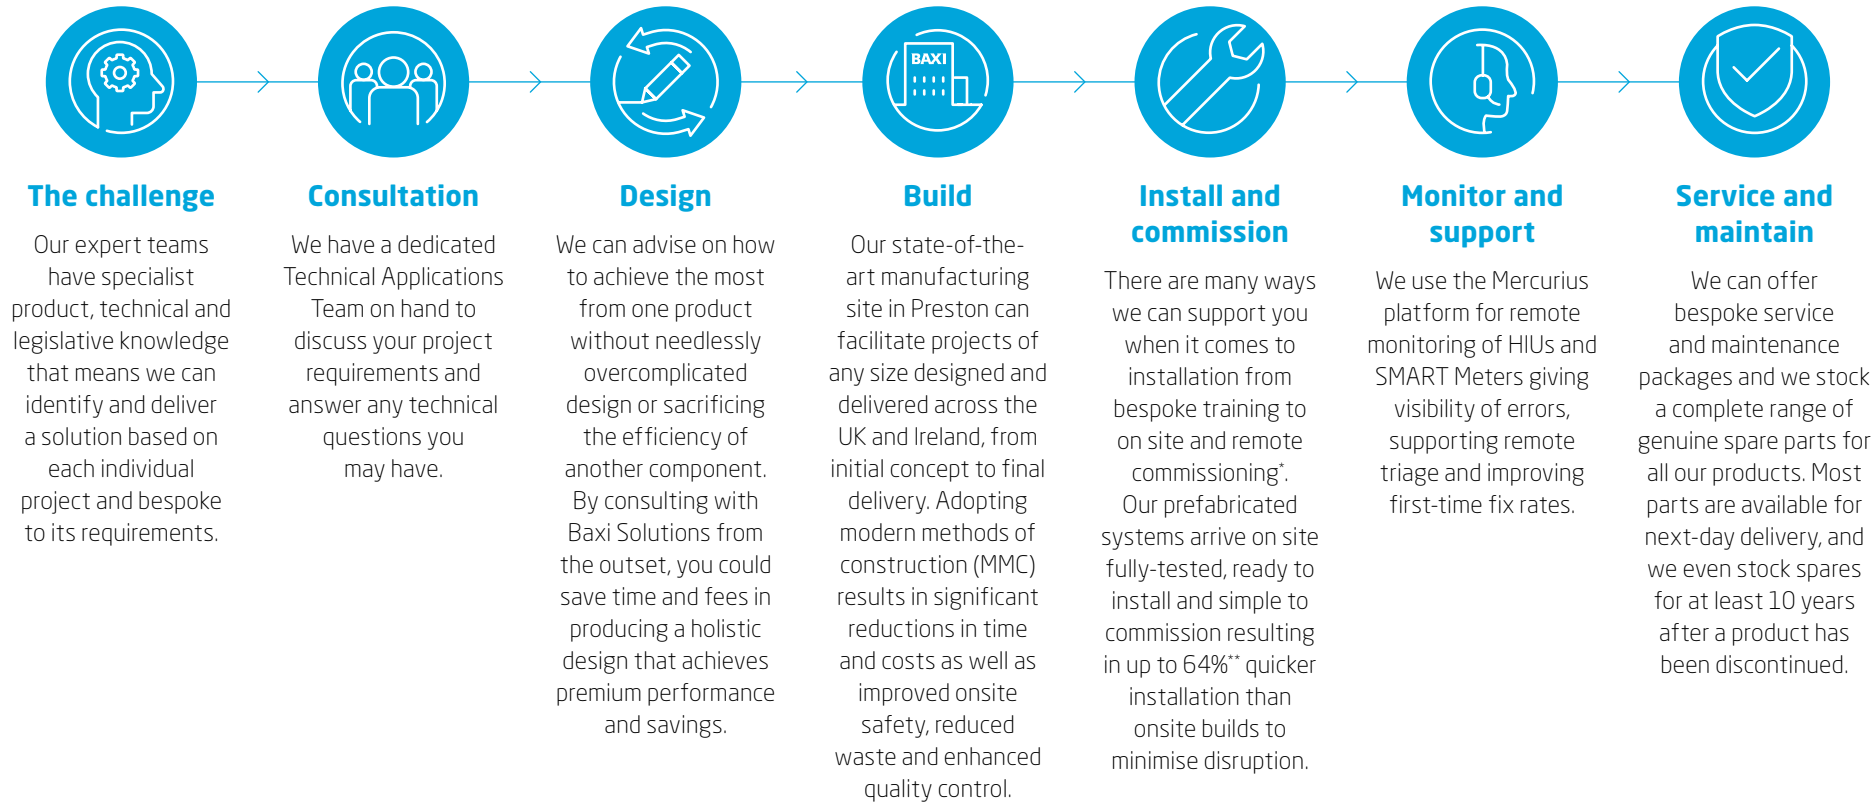 BAXI
The challenge
Our expert teams
have specialist
product, technical and
legislative knowledge
that means we can
identify and deliver
a solution based on
each individual
project and bespoke
to its requirements.
Consultation
We have a dedicated
Technical Applications
Team on hand to
discuss your project
requirements and
answer any technical
questions you
may have.
Design
We can advise on how
to achieve the most
from one product
without needlessly
overcomplicated
design or sacrificing
the efficiency of
another component.
By consulting with
Baxi Solutions from
the outset, you could
save time and fees in
producing a holistic
design that achieves
premium performance
and savings.
Build
Our state-of-the-
art manufacturing
site in Preston can
facilitate projects of
any size designed and
delivered across the
UK and Ireland, from
initial concept to final
delivery. Adopting
modern methods of
construction (MMC)
results in significant
reductions in time
and costs as well as
improved onsite
safety, reduced
waste and enhanced
quality control.
Install and
commission
There are many ways
we can support you
when it comes to
installation from
bespoke training to
on site and remote
commissioning*.
Our prefabricated
systems arrive on site
fully-tested, ready to
install and simple to
commission resulting
in up to 64%** quicker
installation than
onsite builds to
minimise disruption.
Monitor and
support
We use the Mercurius
platform for remote
monitoring of HIUs and
SMART Meters giving
visibility of errors,
supporting remote
triage and improving
first-time fix rates.
Service and
maintain
We can offer
bespoke service
and maintenance
packages and we stock
a complete range of
genuine spare parts for
all our products. Most
parts are available for
next-day delivery, and
we even stock spares
for at least 10 years
after a product has
been discontinued.